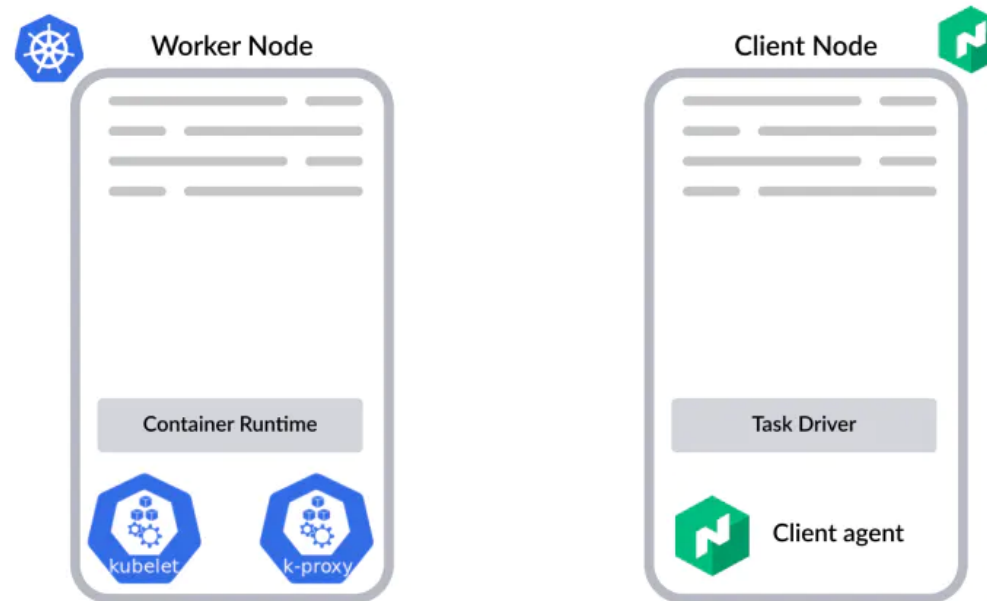 Worker Node
Client Node
Container Runtime
Task Driver
kubelet
k-proxy
Client agent